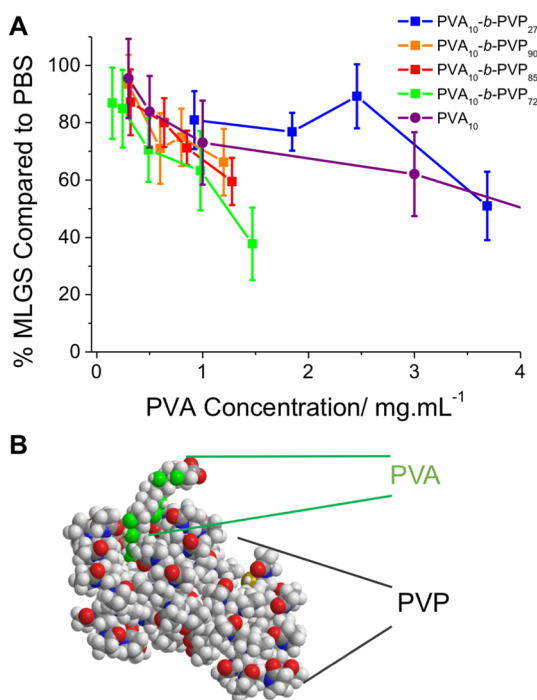 A
PVA10-b-PVP27
PVA10-b-PVP90
PVA10-b-PVP85
PVA10-b-PVP72
PVA10
% MLGS Compared to PBS
100
80
60
40
20
0
0 1 2 3 4
PVA Concentration/ mg.mL-1
B
PVA
PVP